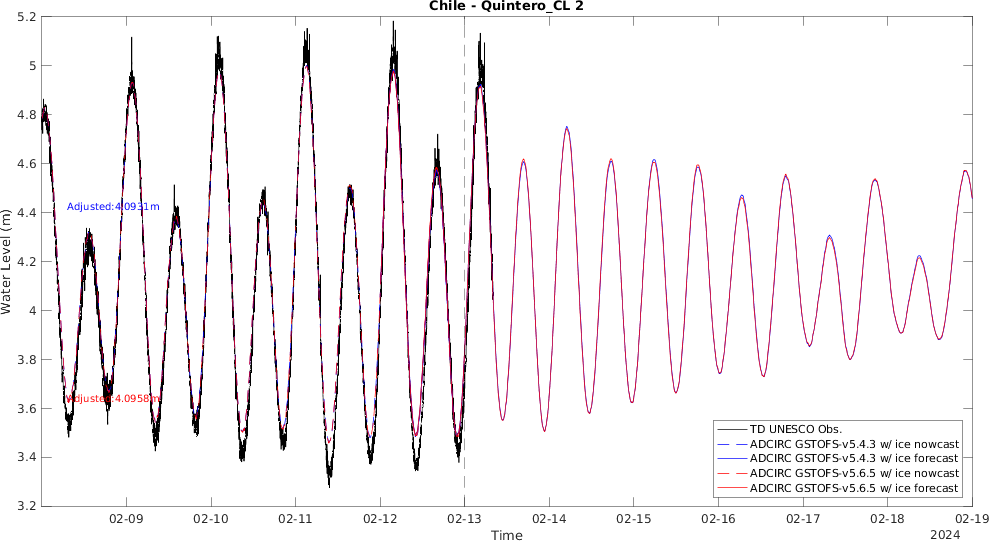 Chile - Quintero_CL 2
5.2
5
4.8
4.6
4.4
4.2
4
3.8
3.6
3.4
3.2
Water Level (m)
Adjusted:4.0931m
Adjusted:4.0958m
TD UNESCO Obs.
ADCIRC GSTOFS-v5.4.3 w/ ice nowcast
ADCIRC GSTOFS-v5.4.3 w/ ice forecast
ADCIRC GSTOFS-v5.6.5 w/ ice nowcast
ADCIRC GSTOFS-v5.6.5 w/ ice forecast
02-09 02-10 02-11 02-12 02-13 02-14 02-15 02-16 02-17 02-18 02-19
Time
2024